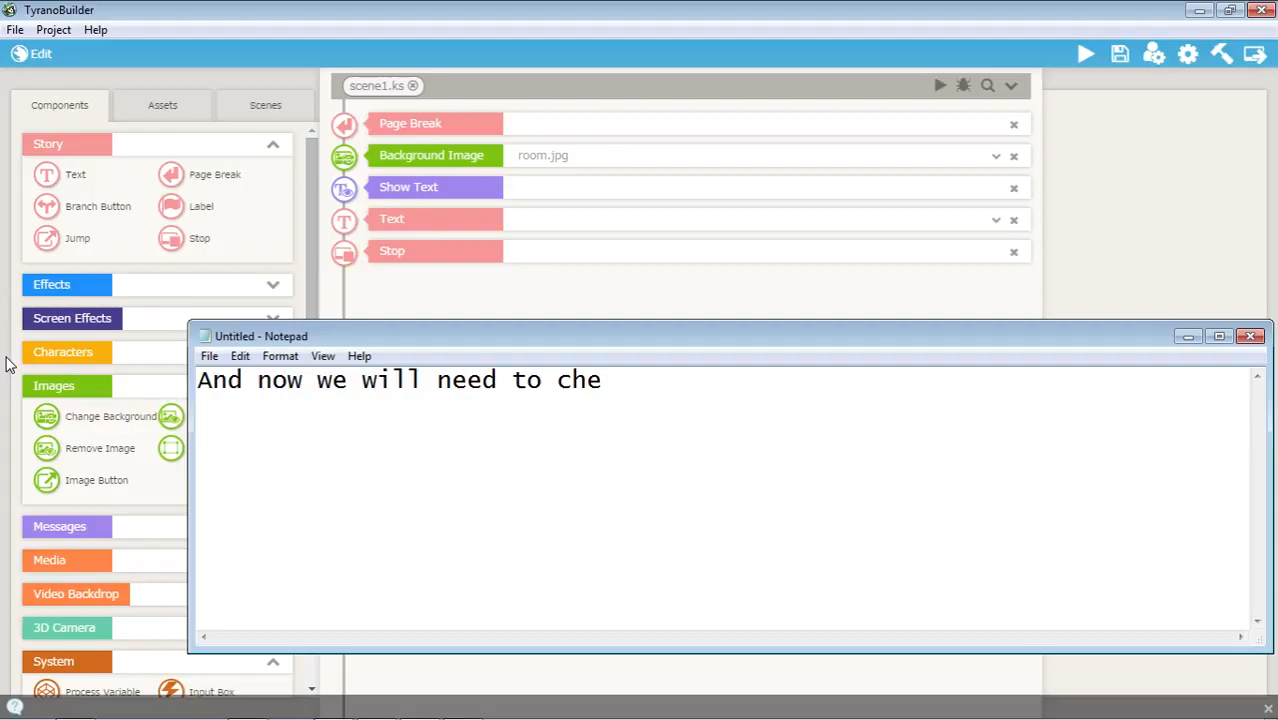 TyranoBuilder
File Project Help
Edit
Components Assets Scenes
scene1.ks
Story
Text Page Break
Branch Button Label
Jump Stop
Effects
Screen Effects
Characters
Images
Change Background
Remove Image
Image Button
Messages
Media
Video Backdrop
3D Camera
System
Process Variable Input Box
Page Break
Background Image room.jpg
Show Text
Text
Stop
Untitled - Notepad
File Edit Format View Help
And now we will need to che